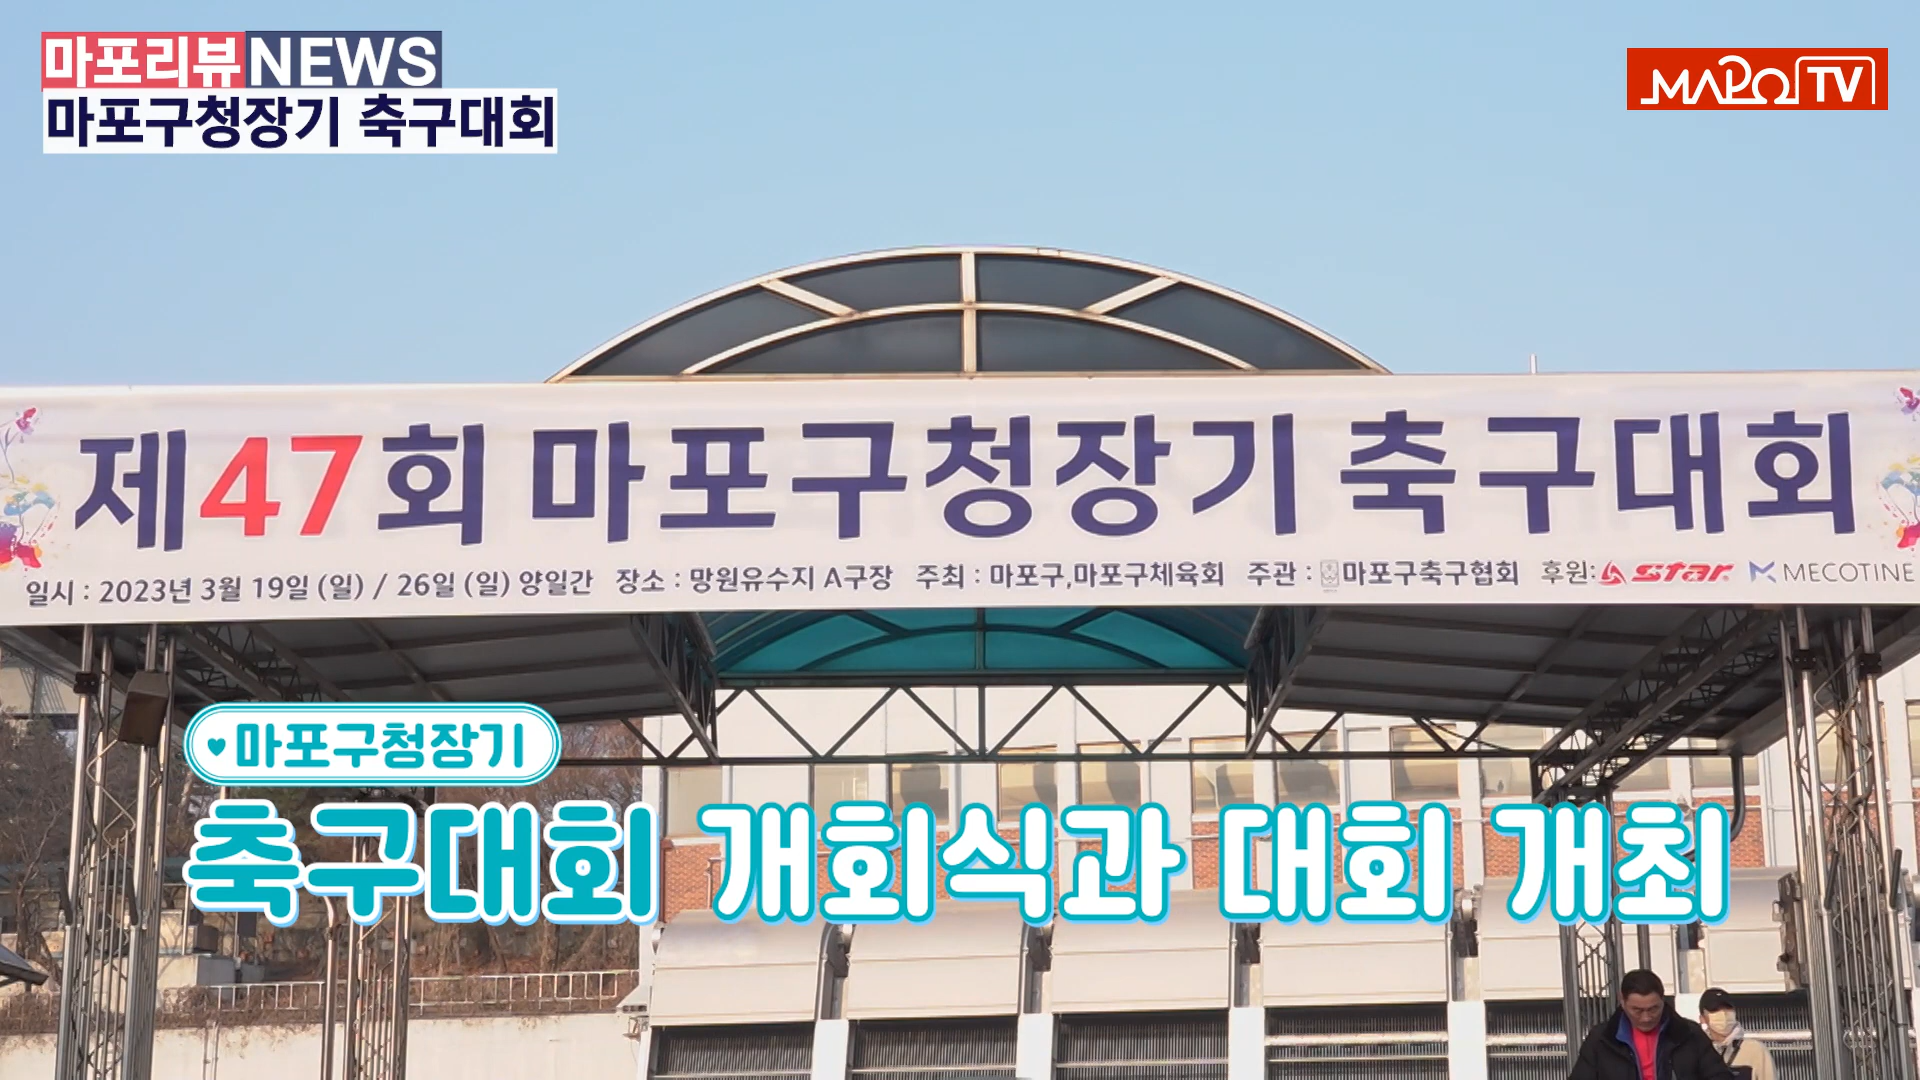 마포리뷰NEWS
마포구청장기 축구대회
MAPO TV
제47회 마포구청장기 축구대회
일시 : 2023년 3월 19일 (일) / 26일 (일) 양일간 장소 : 망원유수지 A구장 주최 : 마포구,마포구체육회 주관 : 마포구축구협회 후원: STAR MECOTINE
마포구청장기
축구대회 개회식과 대회 개최